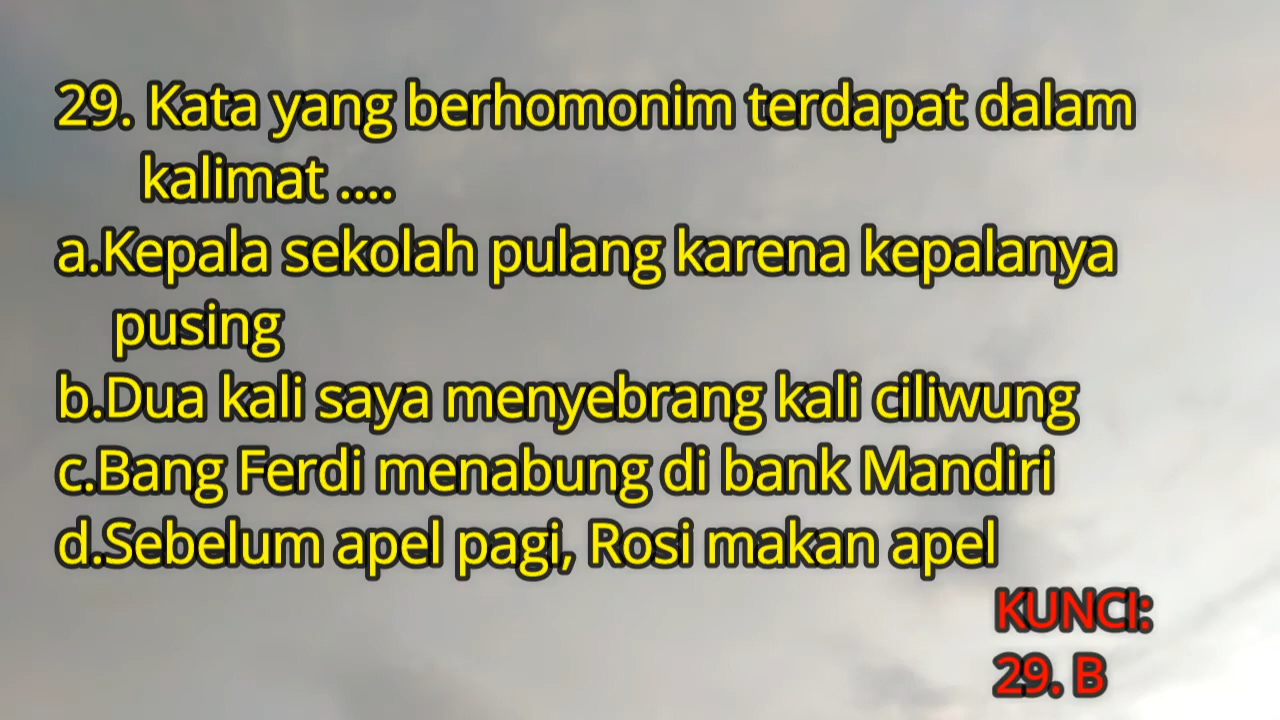 29. Kata yang berhomonim terdapat dalam
kalimat ....
a.Kepala sekolah pulang karena kepalanya
pusing
b.Dua kali saya menyebrang kali ciliwung
c.Bang Ferdi menabung di bank Mandiri
d.Sebelum apel pagi, Rosi makan apel
KUNCI:
29. B